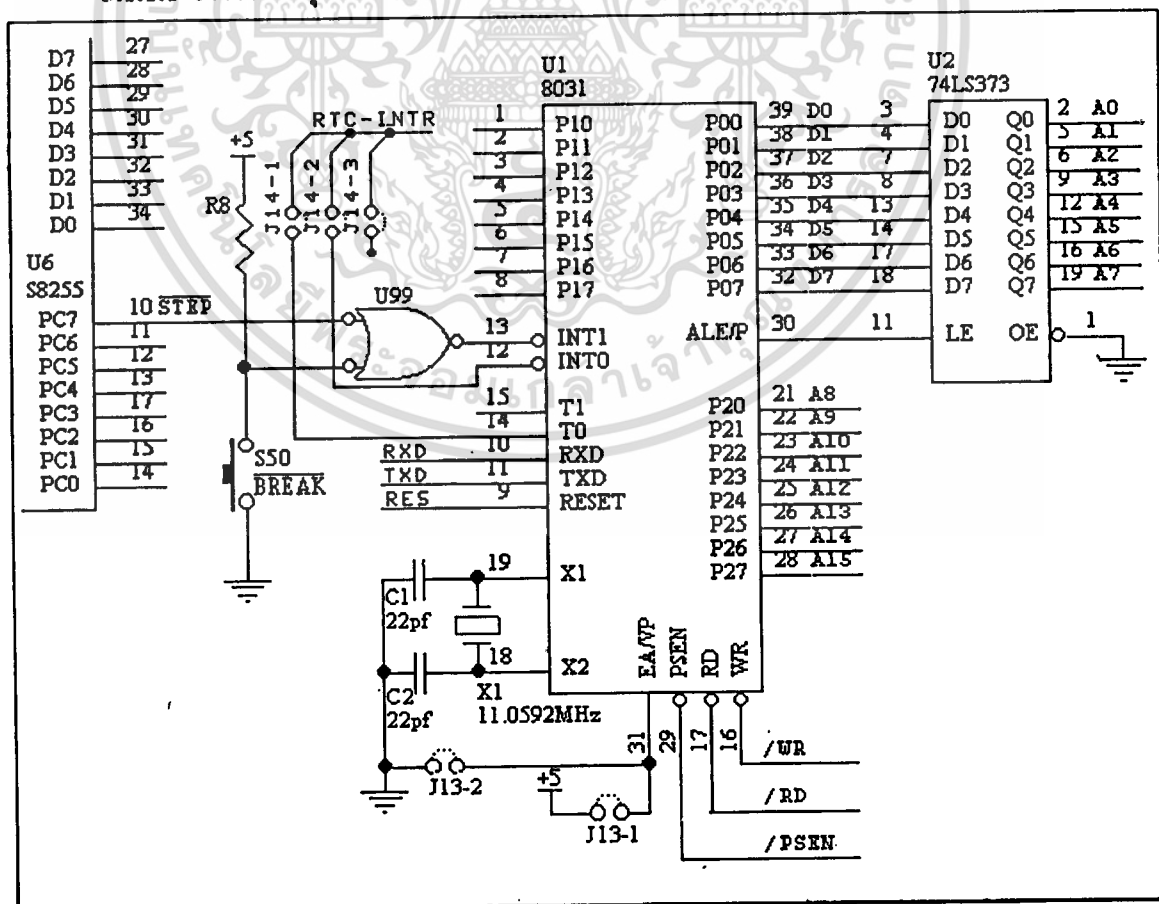 D7 27
D6 28
D5 29
D4 30
D3 31
D2 32
D1 33
D0 34
U6
S8255
PC7 10 STEP
PC6 11
PC5 12
PC4 13
PC3 17
PC2 16
PC1 15
PC0 14
+5
R8
RTC-INTR
J14-1
J14-2
J14-3
U99
S50
BREAK
U1
8031
1 P10
2 P11
3 P12
4 P13
5 P14
6 P15
7 P16
8 P17
13 INT1
12 INT0
15 T1
14 T0
RXD 10 RXD
TXD 11 TXD
RES 9 RESET
19 X1
18 X2
C1
22pf
C2
22pf
X1
11.0592MHz
P00 39 D0
P01 38 D1
P02 37 D2
P03 36 D3
P04 35 D4
P05 34 D5
P06 33 D6
P07 32 D7
ALE/P 30
P20 21 A8
P21 22 A9
P22 23 A10
P23 24 A11
P24 25 A12
P25 26 A13
P26 27 A14
P27 28 A15
EA/VP 31
PSEN 29
RD 17
WR 16
/WR
/RD
/PSEN
J13-2
+5
J13-1
U2
74LS373
3 D0 Q0 2 A0
4 D1 Q1 5 A1
7 D2 Q2 6 A2
8 D3 Q3 9 A3
13 D4 Q4 12 A4
14 D5 Q5 15 A5
17 D6 Q6 16 A6
18 D7 Q7 19 A7
11 LE OE 1